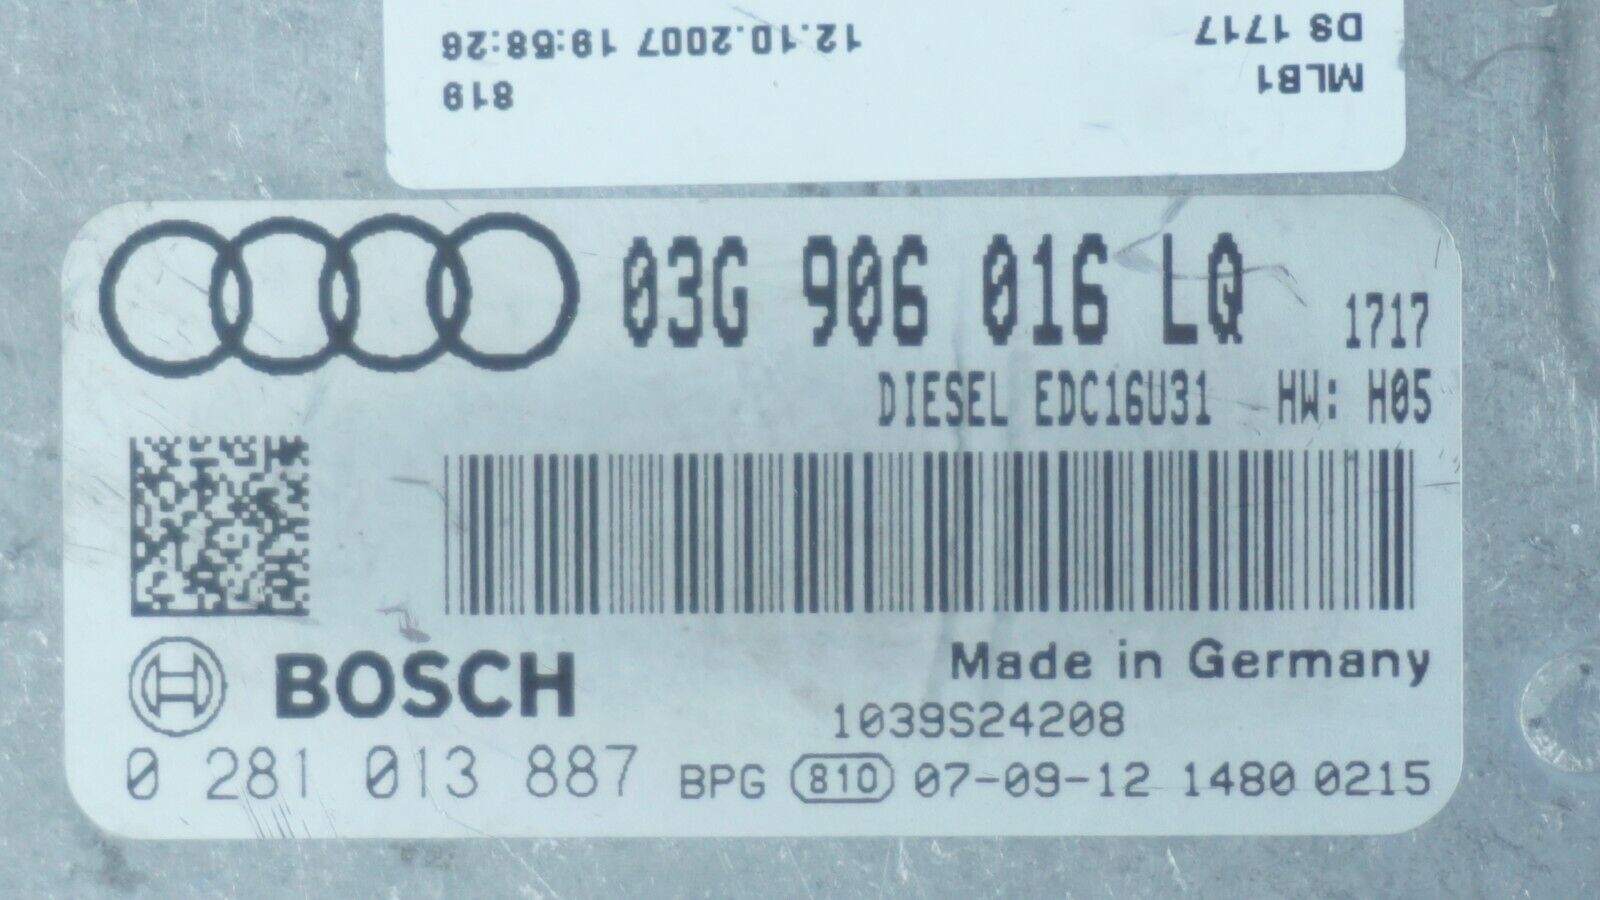 DS 1717
12.10.2007 19:58:26
MLB1
819
03G 906 016 LQ 1717
DIESEL EDC16U31 HW: H05
BOSCH
Made in Germany
1039S24208
0 281 013 887 BPG 810 07-09-12 1480 0215